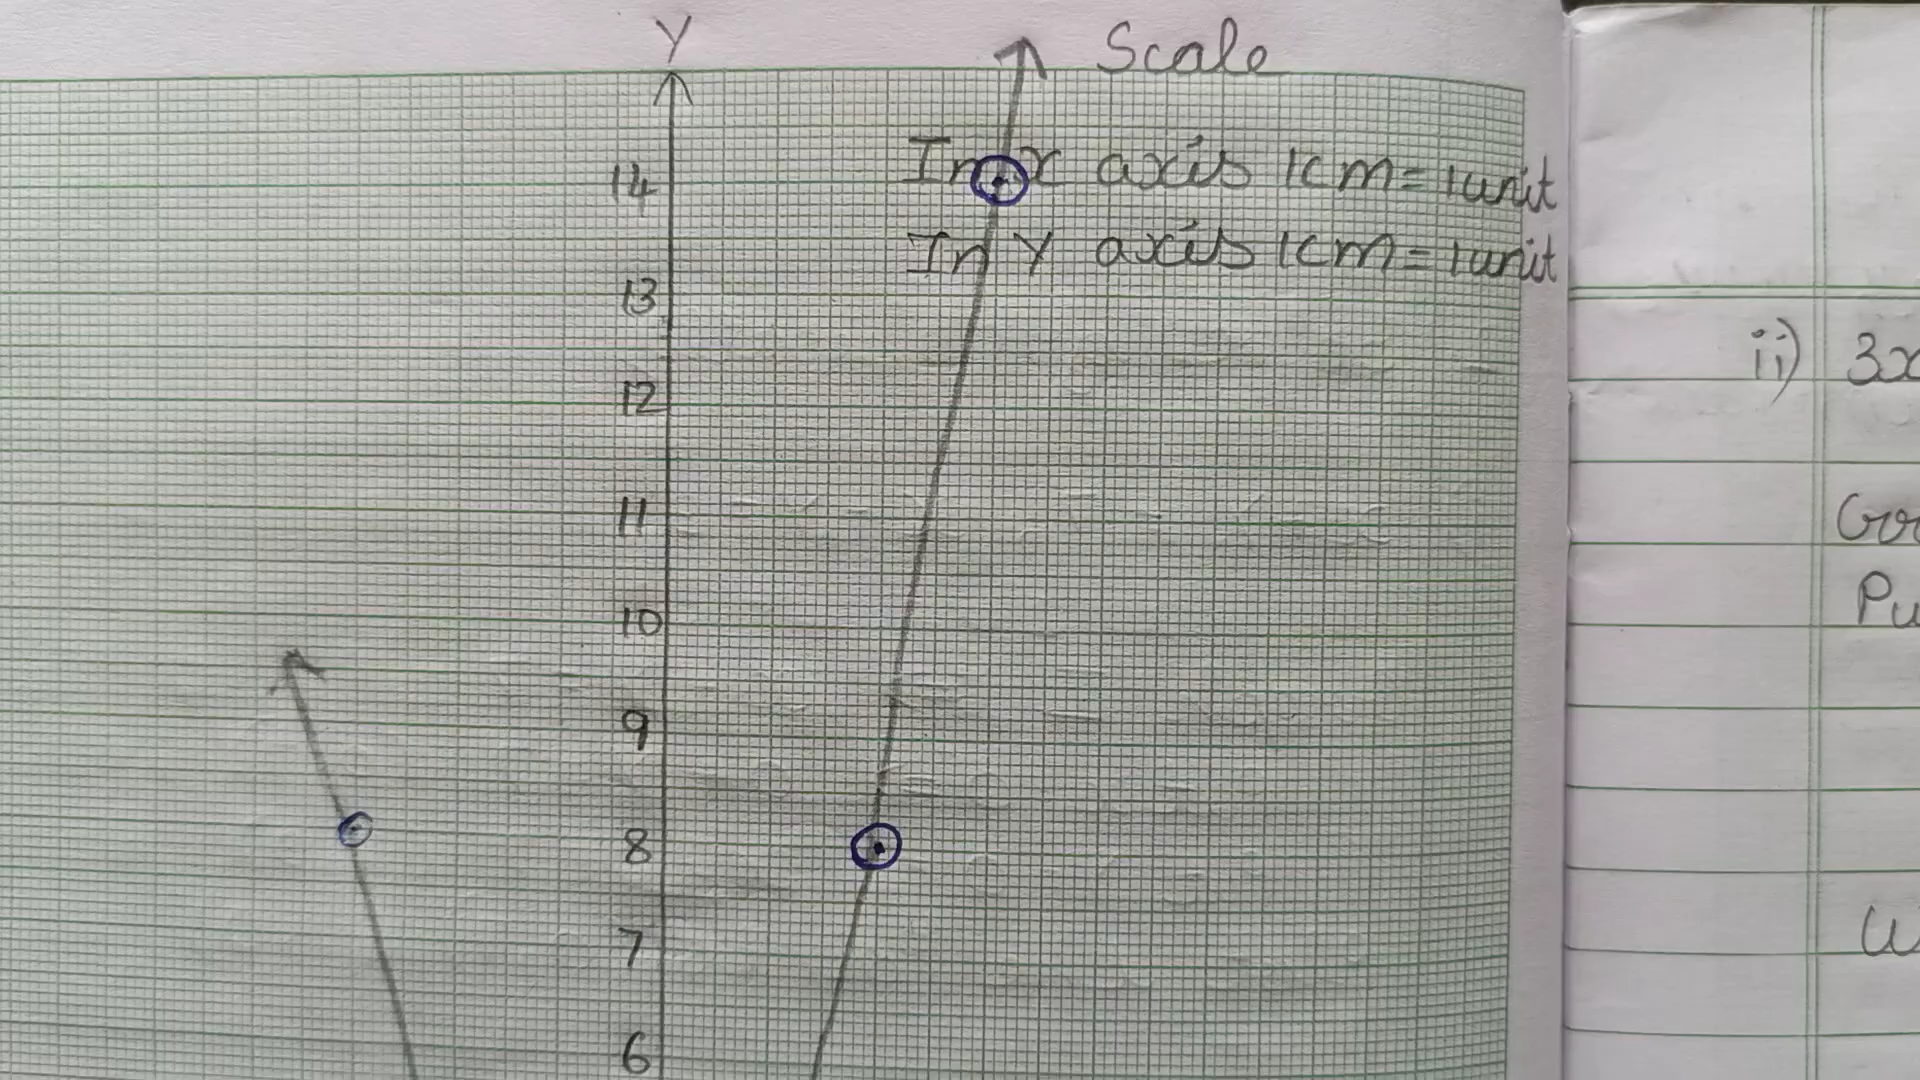 Y
Scale
In x axis 1cm=1unit
In Y axis 1cm=1unit
14
13
12
11
10
9
8
7
6
ii) 3x
Pu